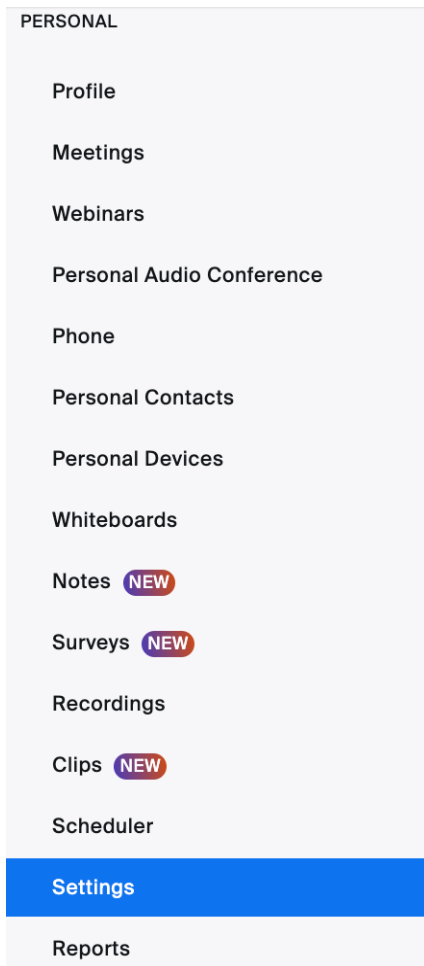 PERSONAL
Profile
Meetings
Webinars
Personal Audio Conference
Phone
Personal Contacts
Personal Devices
Whiteboards
Notes NEW
Surveys NEW
Recordings
Clips NEW
Scheduler
Settings
Reports